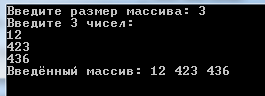 Введите размер массива: 3
Введите 3 чисел:
12
423
436
Введённый массив: 12 423 436